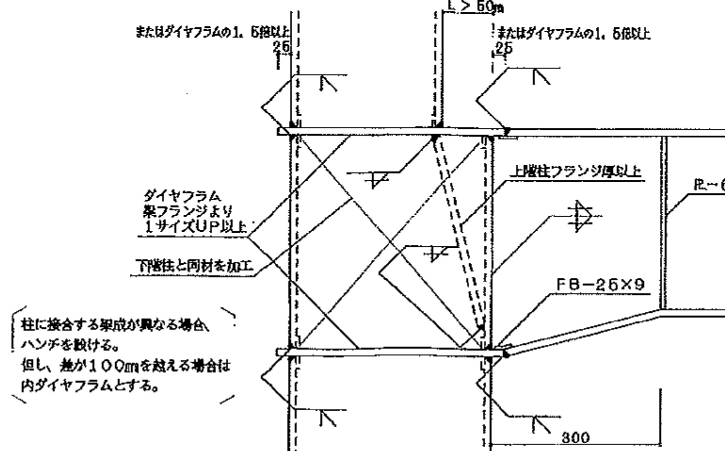 L > 50m
またはダイヤフラムの1.5倍以上
25
またはダイヤフラムの1.5倍以上
25
上階柱フランジ厚以上
ダイヤフラム
梁フランジより
1サイズUP以上
下階柱と同材を加工
FB-25×9
柱に接合する梁成が異なる場合、
ハンチを設ける。
但し、差が100mを越える場合は
内ダイヤフラムとする。
300